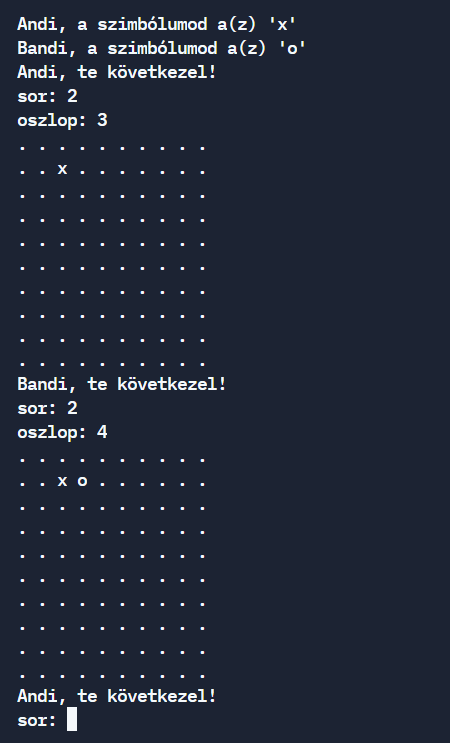 Andi, a szimbólumod a(z) 'x'
Bandi, a szimbólumod a(z) 'o'
Andi, te következel!
sor: 2
oszlop: 3
. . . . . . . . . .
. . x . . . . . . .
. . . . . . . . . .
. . . . . . . . . .
. . . . . . . . . .
. . . . . . . . . .
. . . . . . . . . .
. . . . . . . . . .
. . . . . . . . . .
. . . . . . . . . .
Bandi, te következel!
sor: 2
oszlop: 4
. . . . . . . . . .
. . x o . . . . . .
. . . . . . . . . .
. . . . . . . . . .
. . . . . . . . . .
. . . . . . . . . .
. . . . . . . . . .
. . . . . . . . . .
. . . . . . . . . .
. . . . . . . . . .
Andi, te következel!
sor: